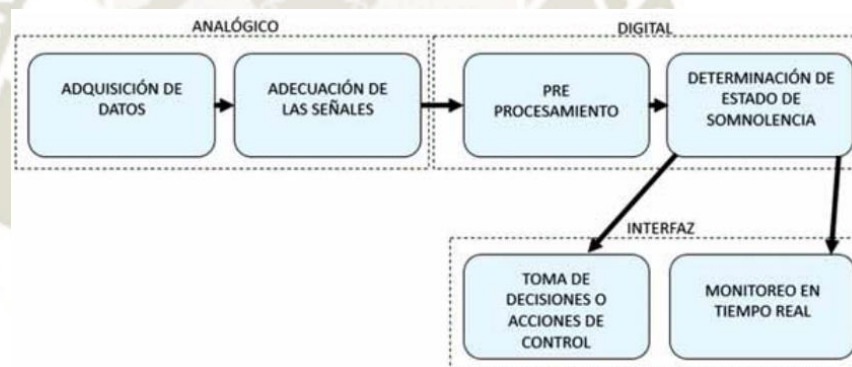 ANALÓGICO
DIGITAL
ADQUISICIÓN DE
DATOS
ADECUACIÓN DE
LAS SEÑALES
PRE
PROCESAMIENTO
DETERMINACIÓN DE
ESTADO DE
SOMNOLENCIA
INTERFAZ
TOMA DE
DECISIONES O
ACCIONES DE
CONTROL
MONITOREO EN
TIEMPO REAL